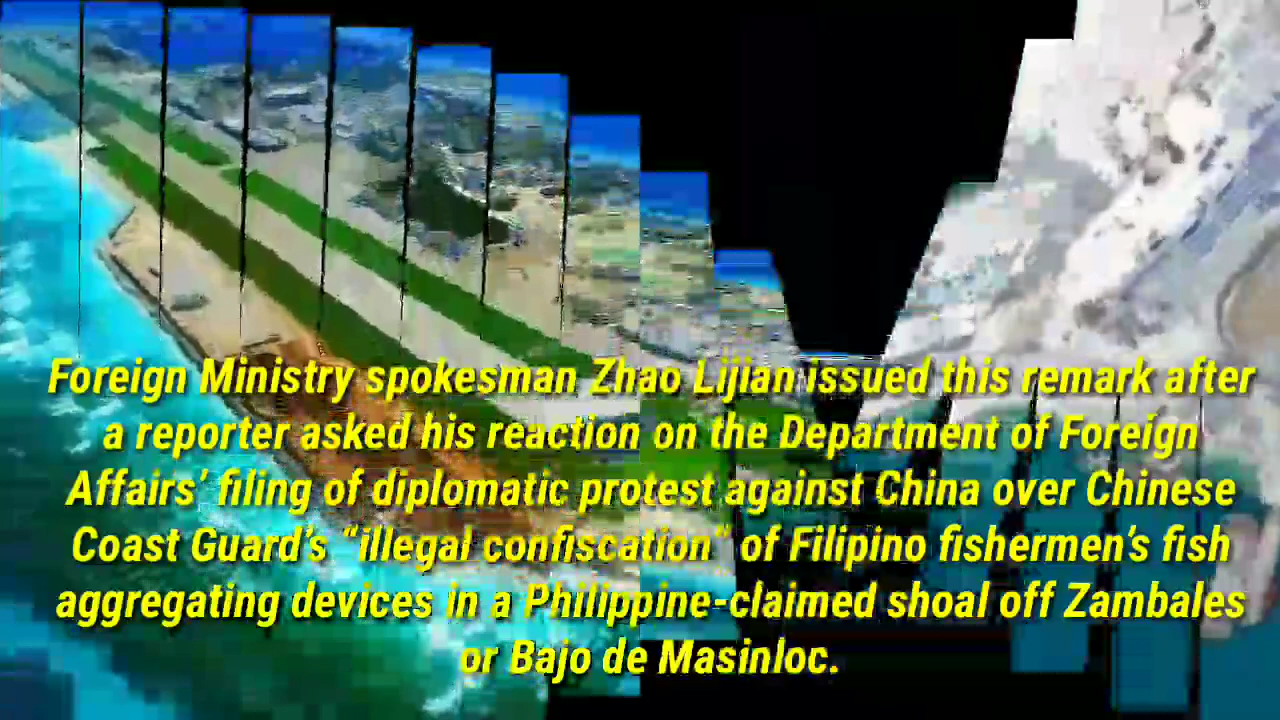 Foreign Ministry spokesman Zhao Lijian issued this remark after
a reporter asked his reaction on the Department of Foreign
Affairs’ filing of diplomatic protest against China over Chinese
Coast Guard’s “illegal confiscation” of Filipino fishermen’s fish
aggregating devices in a Philippine-claimed shoal off Zambales
or Bajo de Masinloc.